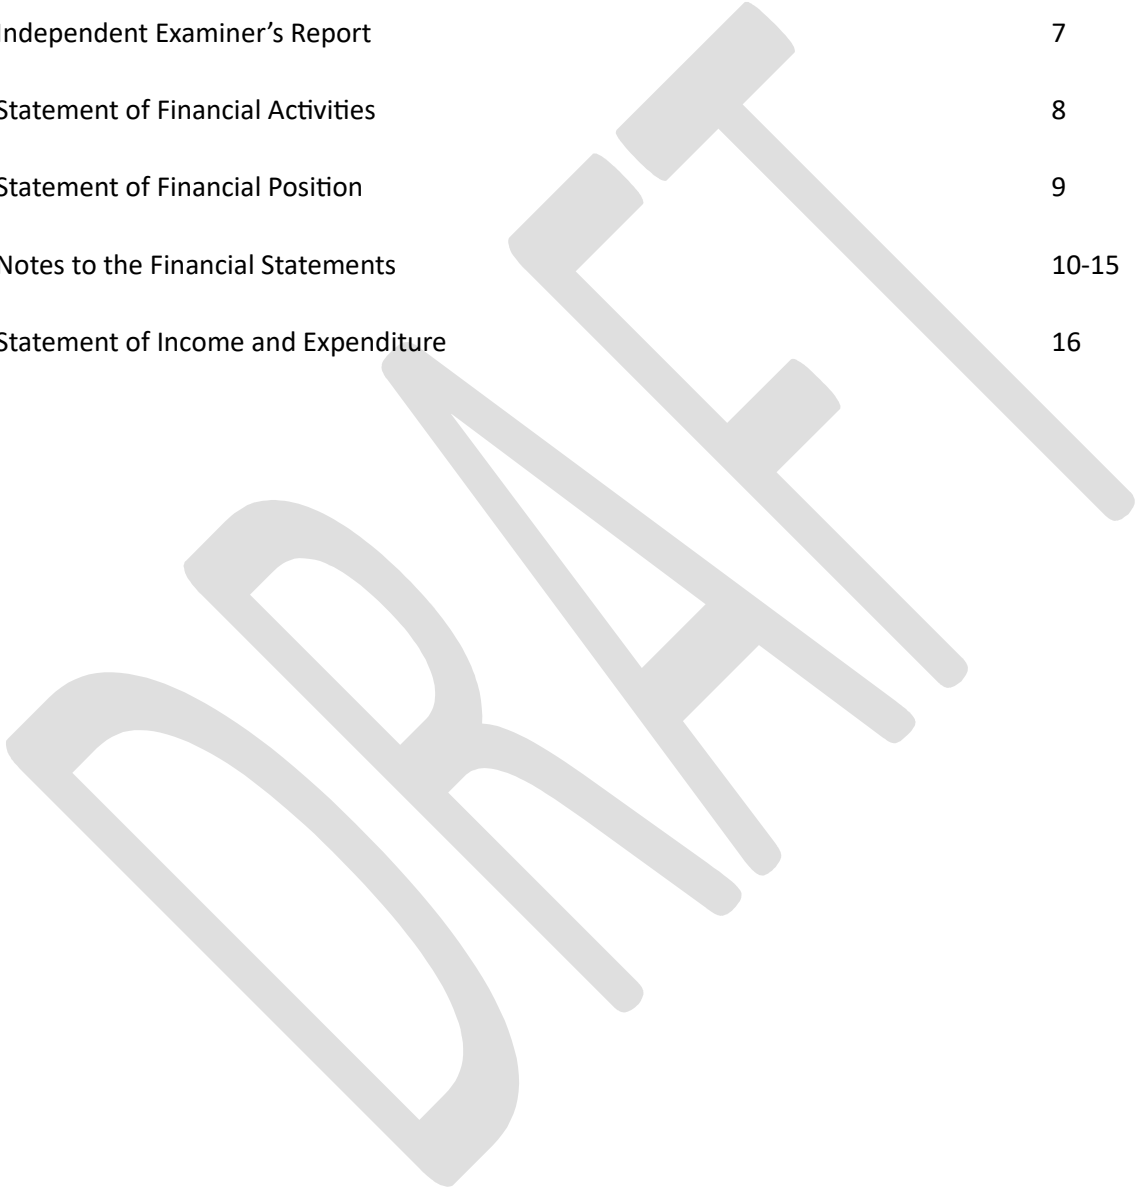 Independent Examiner’s Report 7
Statement of Financial Activities 8
Statement of Financial Position 9
Notes to the Financial Statements 10-15
Statement of Income and Expenditure 16
DRAFT